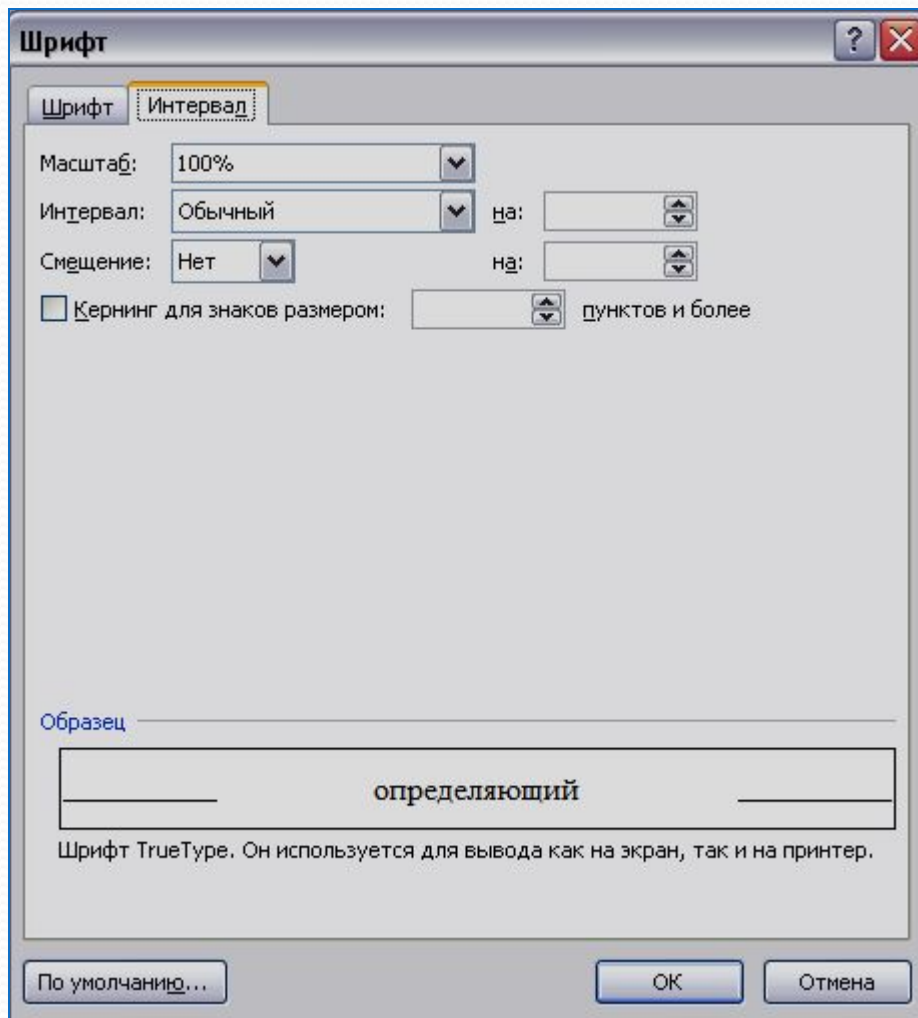 Шрифт
Шрифт Интервал
Масштаб: 100%
Интервал: Обычный на:
Смещение: Нет на:
Кернинг для знаков размером: пунктов и более
Образец
определяющий
Шрифт TrueType. Он используется для вывода как на экран, так и на принтер.
По умолчанию... ОК Отмена